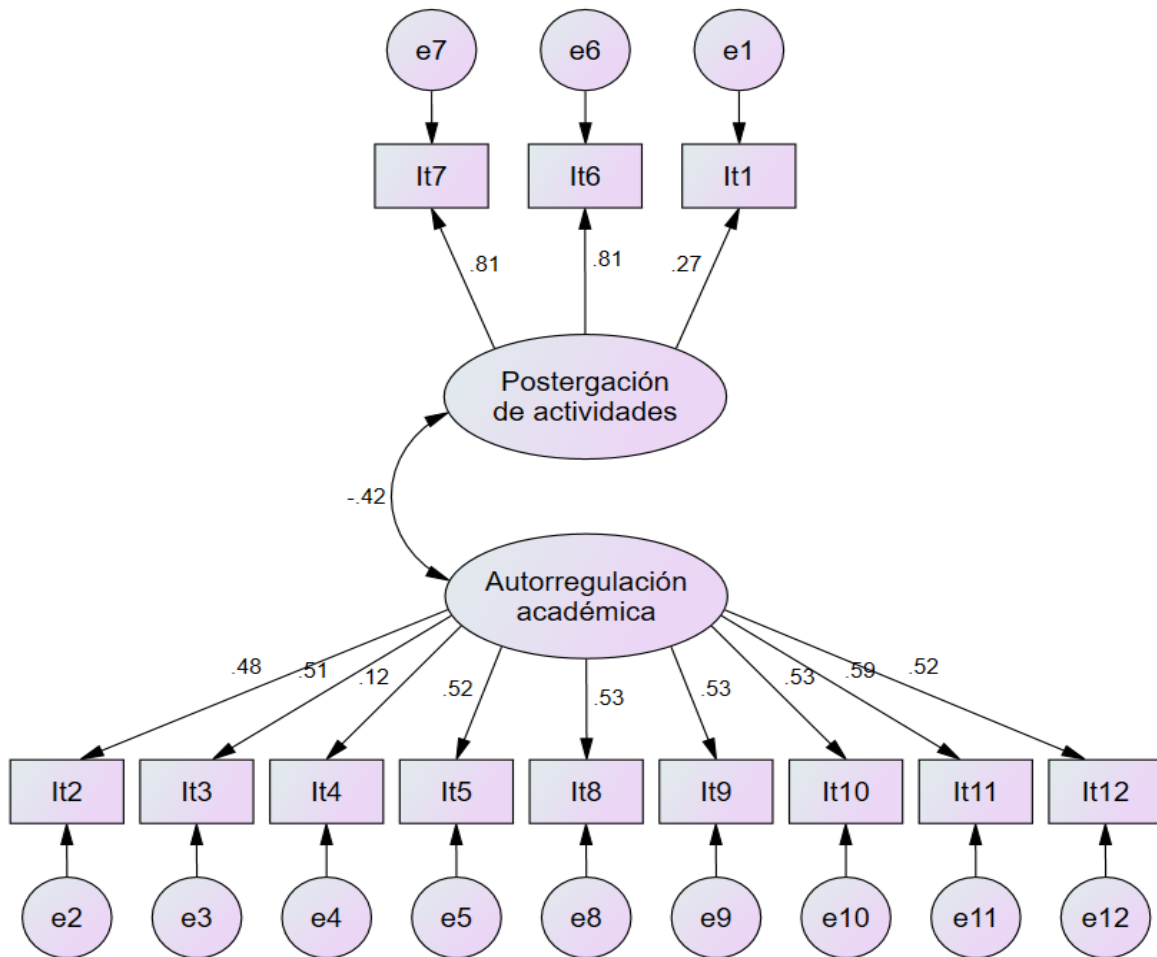 e7 e6 e1
It7 It6 It1
.81 .81 .27
Postergación
de actividades
-.42
Autorregulación
académica
.48 .51 .12 .52 .53 .53 .53 .59 .52
It2 It3 It4 It5 It8 It9 It10 It11 It12
e2 e3 e4 e5 e8 e9 e10 e11 e12